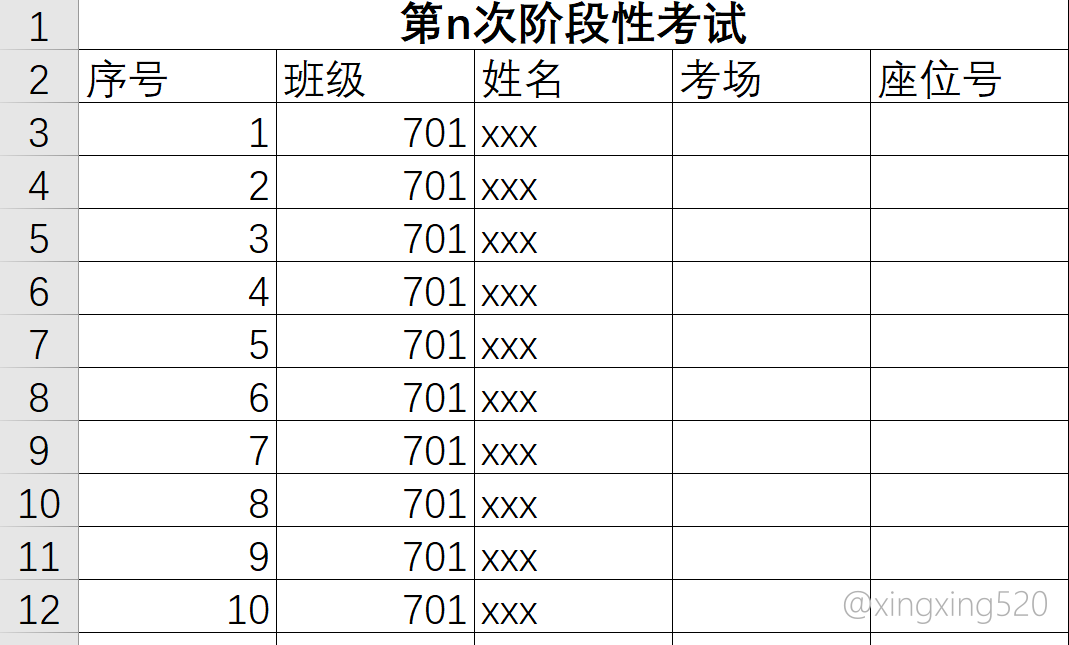 1 第n次阶段性考试
2 序号 班级 姓名 考场 座位号
3 1 701 xxx
4 2 701 xxx
5 3 701 xxx
6 4 701 xxx
7 5 701 xxx
8 6 701 xxx
9 7 701 xxx
10 8 701 xxx
11 9 701 xxx
12 10 701 xxx
@xingxing520